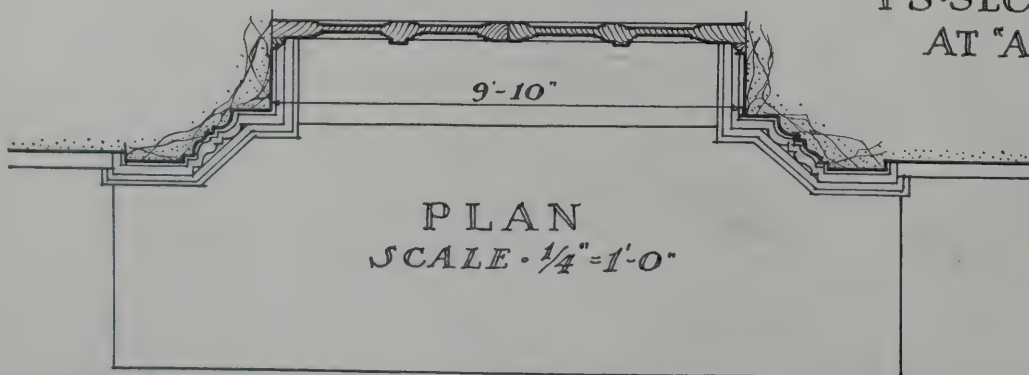 AT "A
9'-10"
PLAN
SCALE · 1/4" = 1'-0"